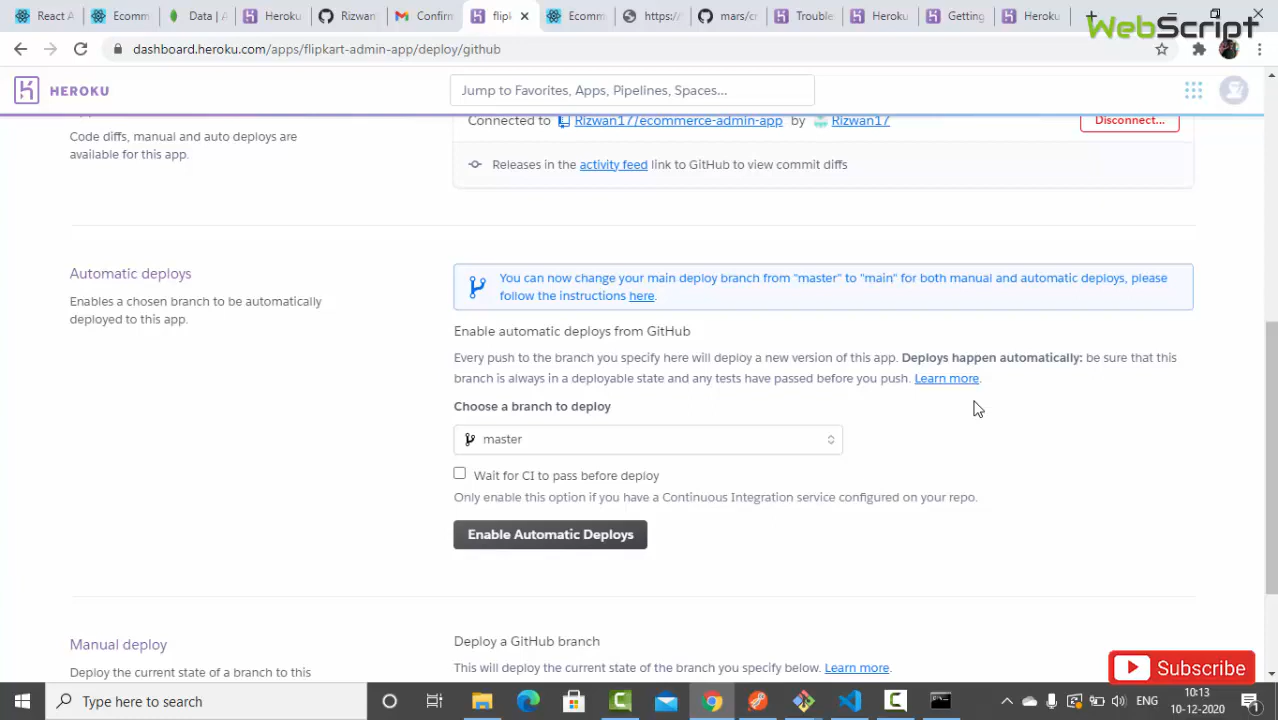 React A
Ecomm
Data | A
Heroku
Rizwan
Confirm
flipk
Ecomm
https:/
mars/cr
Trouble
Heroku
Getting
Heroku
WebScript
dashboard.heroku.com/apps/flipkart-admin-app/deploy/github
HEROKU
Jump to Favorites, Apps, Pipelines, Spaces...
Code diffs, manual and auto deploys are
available for this app.
Connected to Rizwan17/ecommerce-admin-app by Rizwan17
Disconnect...
Releases in the activity feed link to GitHub to view commit diffs
Automatic deploys
Enables a chosen branch to be automatically
deployed to this app.
You can now change your main deploy branch from "master" to "main" for both manual and automatic deploys, please
follow the instructions here.
Enable automatic deploys from GitHub
Every push to the branch you specify here will deploy a new version of this app. Deploys happen automatically: be sure that this
branch is always in a deployable state and any tests have passed before you push. Learn more.
Choose a branch to deploy
master
Wait for CI to pass before deploy
Only enable this option if you have a Continuous Integration service configured on your repo.
Enable Automatic Deploys
Manual deploy
Deploy the current state of a branch to this
Deploy a GitHub branch
This will deploy the current state of the branch you specify below. Learn more.
Subscribe
Type here to search
ENG
10:13
10-12-2020